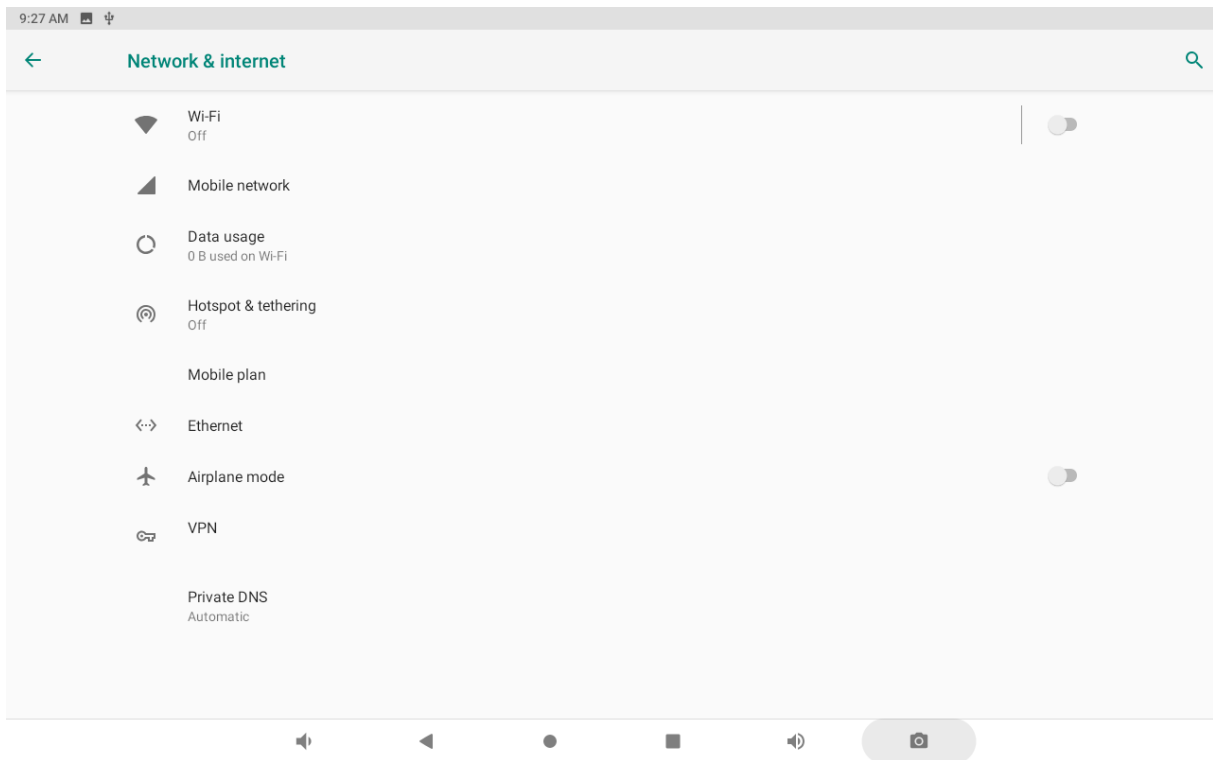 9:27 AM
Network & internet
Wi-Fi
Off
Mobile network
Data usage
0 B used on Wi-Fi
Hotspot & tethering
Off
Mobile plan
Ethernet
Airplane mode
VPN
Private DNS
Automatic